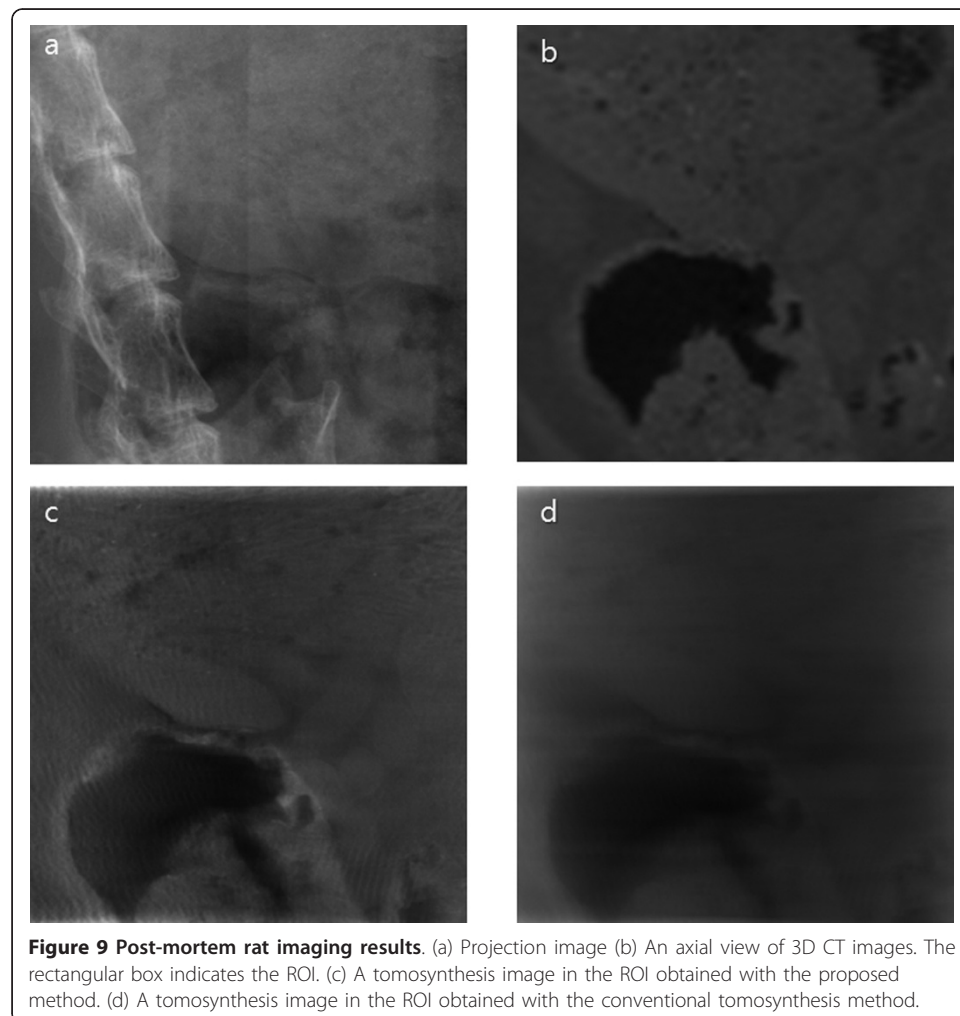 a
b
c
d
Figure 9 Post-mortem rat imaging results. (a) Projection image (b) An axial view of 3D CT images. The
rectangular box indicates the ROI. (c) A tomosynthesis image in the ROI obtained with the proposed
method. (d) A tomosynthesis image in the ROI obtained with the conventional tomosynthesis method.